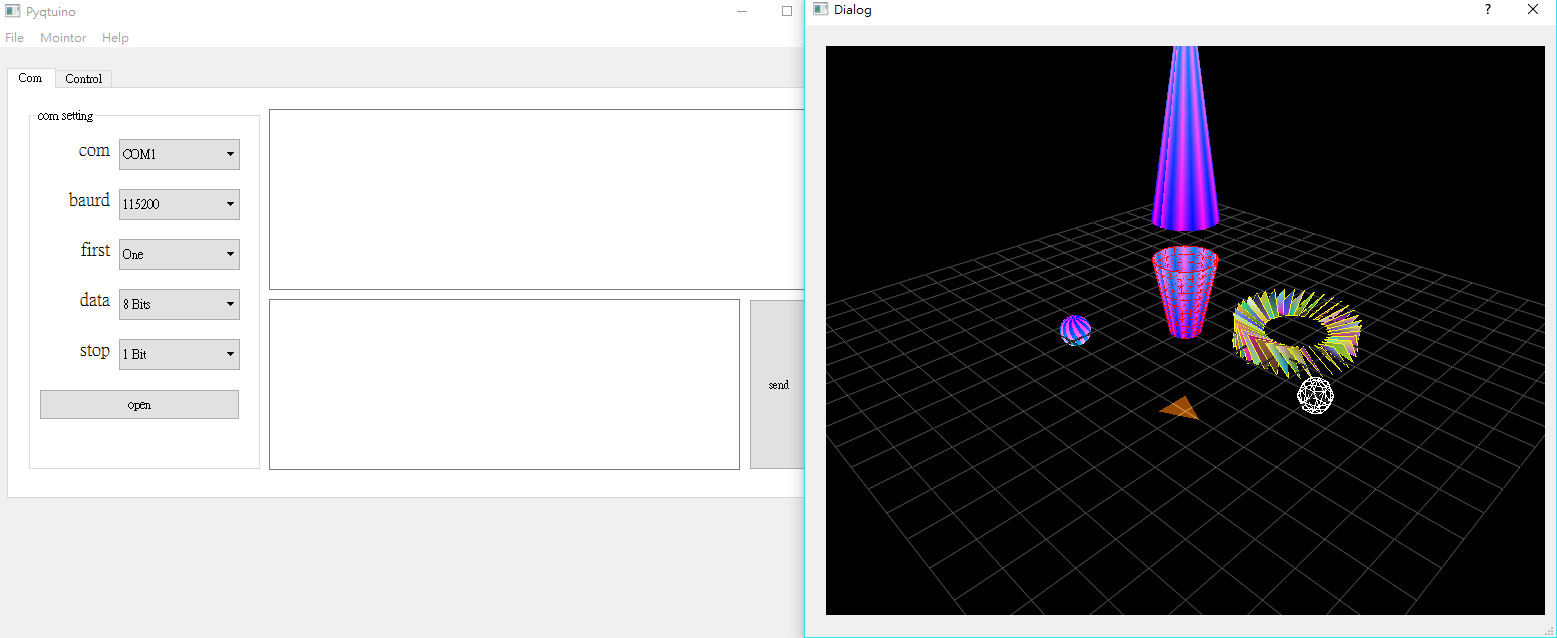 Pyqtuino
File Mointor Help
Com Control
com setting
com COM1
baurd 115200
first One
data 8 Bits
stop 1 Bit
open
send
Dialog
?